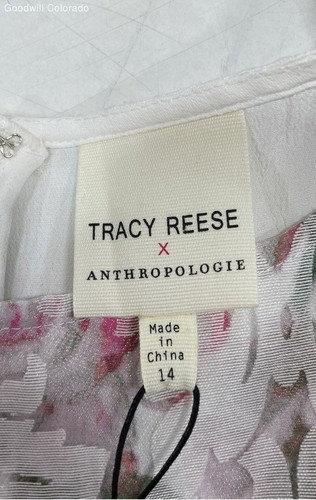 Goodwill Colorado
TRACY REESE
X
ANTHROPOLOGIE
Made
in
China
14